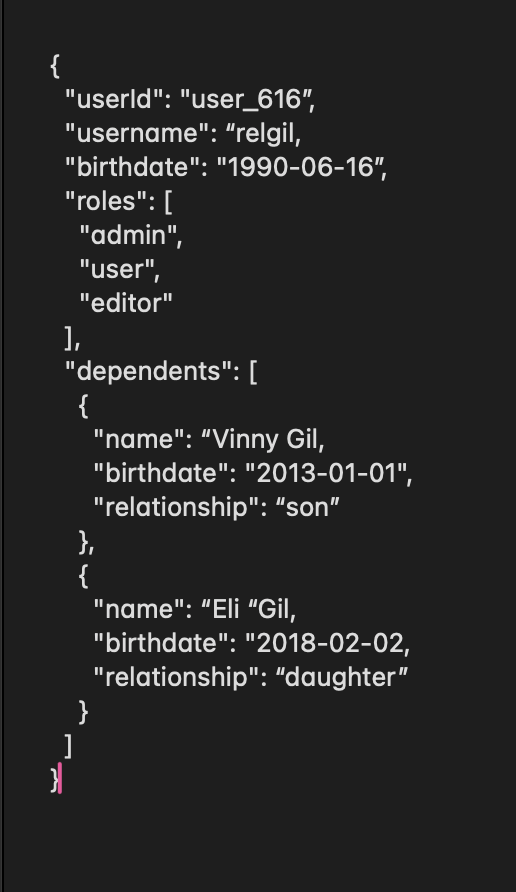 {
"userId": "user_616”,
"username": “relgil,
"birthdate": "1990-06-16”,
"roles": [
"admin",
"user",
"editor"
],
"dependents": [
{
"name": “Vinny Gil,
"birthdate": "2013-01-01",
"relationship": “son”
},
{
"name": “Eli “Gil,
"birthdate": "2018-02-02,
"relationship": “daughter”
}
]
}